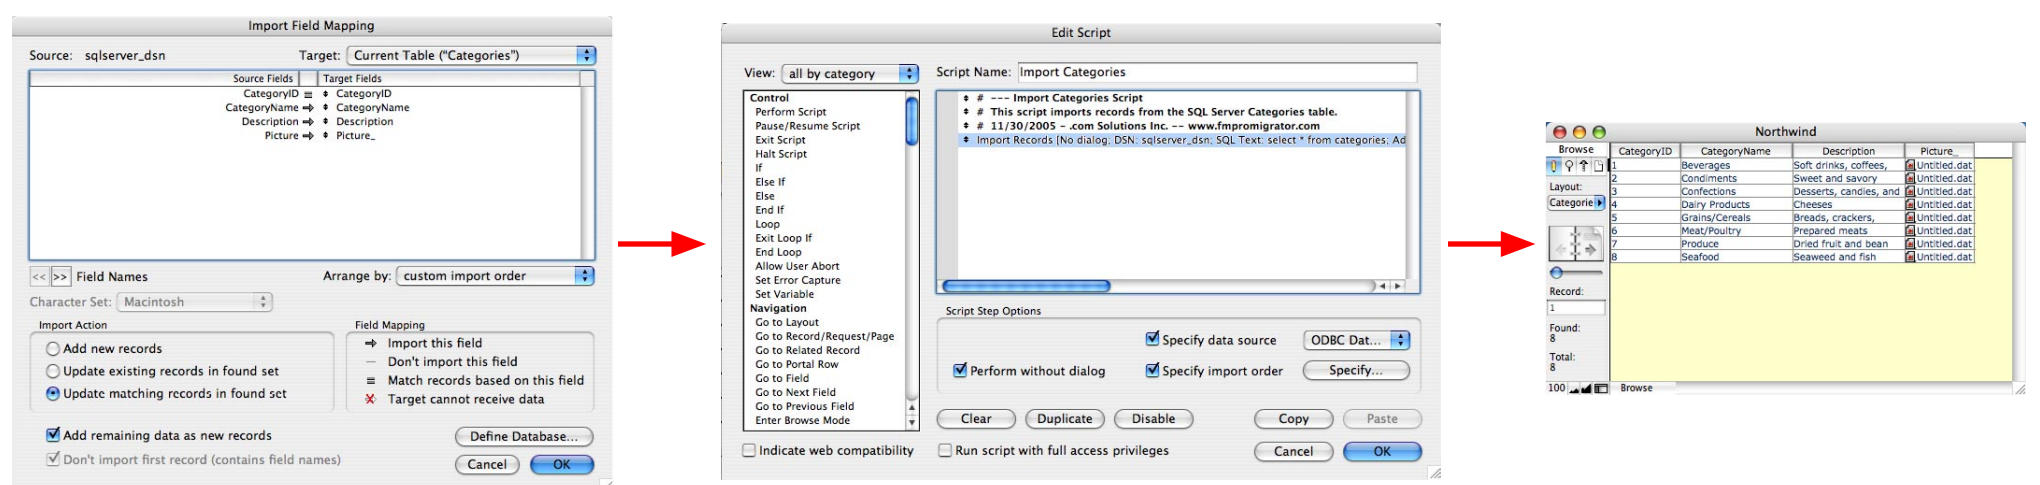 Import Field Mapping
Source: sqlserver_dsn
Target: Current Table ("Categories")
Source Fields Target Fields
CategoryID CategoryID
CategoryName CategoryName
Description Description
Picture Picture_
<< >> Field Names
Arrange by: custom import order
Character Set: Macintosh
Import Action
Add new records
Update existing records in found set
Update matching records in found set
Field Mapping
Import this field
Don't import this field
Match records based on this field
Target cannot receive data
Add remaining data as new records
Don't import first record (contains field names)
Define Database...
Cancel OK
Edit Script
View: all by category
Script Name: Import Categories
Control
Perform Script
Pause/Resume Script
Exit Script
Halt Script
If
Else If
Else
End If
Loop
Exit Loop If
End Loop
Allow User Abort
Set Error Capture
Set Variable
Navigation
Go to Layout
Go to Record/Request/Page
Go to Related Record
Go to Portal Row
Go to Field
Go to Next Field
Go to Previous Field
Enter Browse Mode
# --- Import Categories Script
# This script imports records from the SQL Server Categories table.
# 11/30/2005 - .com Solutions Inc. -- www.fmpromigrator.com
Import Records [No dialog; DSN: sqlserver_dsn; SQL Text: select * from categories; Ad
Script Step Options
Specify data source ODBC Dat...
Perform without dialog Specify import order Specify...
Clear Duplicate Disable Copy Paste
Indicate web compatibility
Run script with full access privileges
Cancel OK
Northwind
Browse
Layout:
Categorie
Record:
1
Found:
8
Total:
8
CategoryID CategoryName Description Picture_
1 Beverages Soft drinks, coffees, Untitled.dat
2 Condiments Sweet and savory Untitled.dat
3 Confections Desserts, candies, and Untitled.dat
4 Dairy Products Cheeses Untitled.dat
5 Grains/Cereals Breads, crackers, Untitled.dat
6 Meat/Poultry Prepared meats Untitled.dat
7 Produce Dried fruit and bean Untitled.dat
8 Seafood Seaweed and fish Untitled.dat
100 Browse